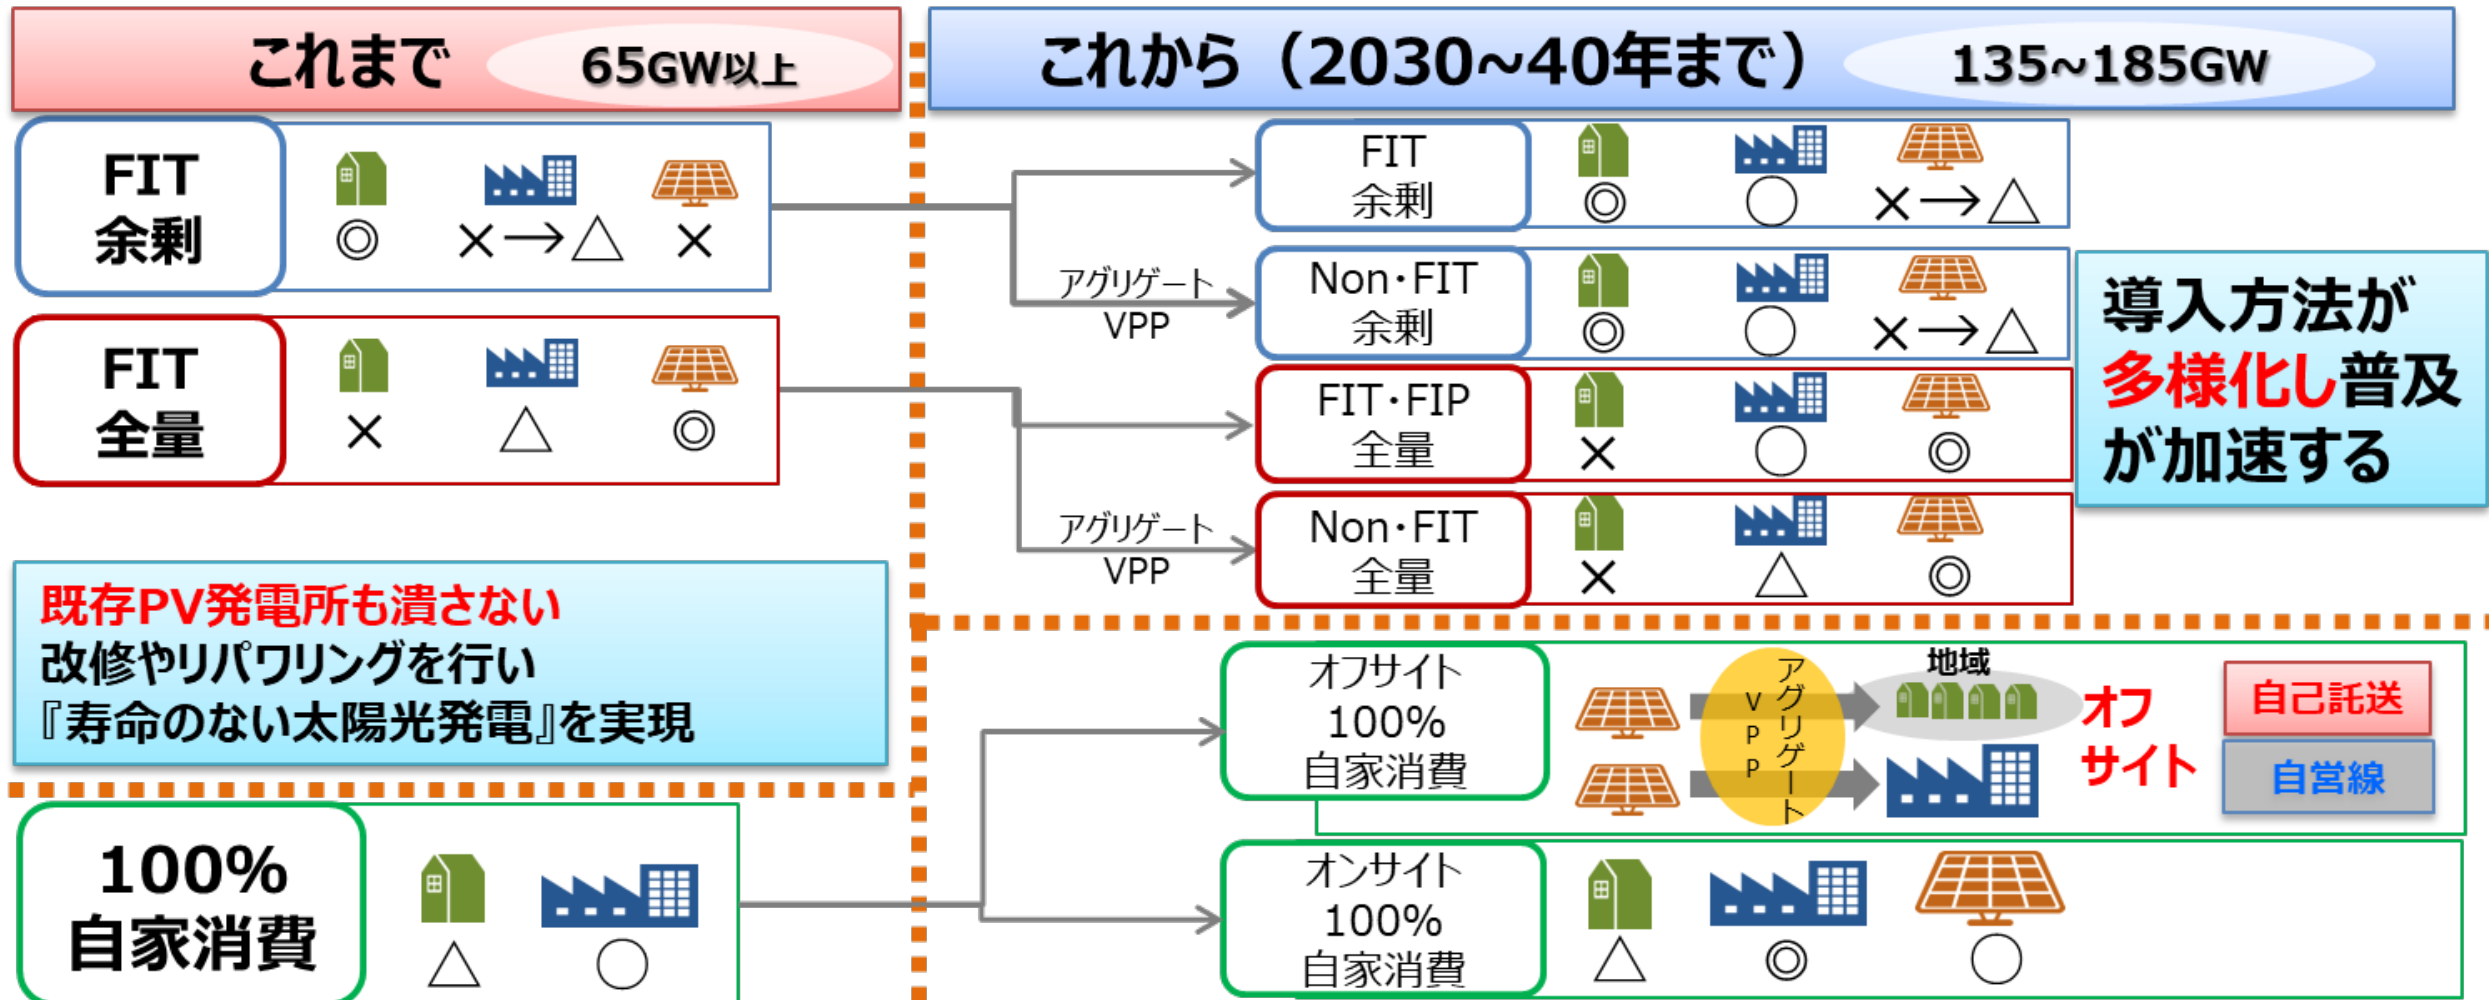 これまで 65GW以上
これから（2030~40年まで） 135~185GW
FIT
余剰
◎ ×→△ ×
FIT
全量
× △ ◎
既存PV発電所も潰さない
改修やリパワリングを行い
『寿命のない太陽光発電』を実現
100%
自家消費
△ ○
FIT
余剰
◎ ○ ×→△
アグリゲート
VPP
Non・FIT
余剰
◎ ○ ×→△
FIT・FIP
全量
× ○ ◎
アグリゲート
VPP
Non・FIT
全量
× △ ◎
導入方法が
多様化し普及
が加速する
オフサイト
100%
自家消費
アグリゲート
VPP
地域
オフ
サイト
自己託送
自営線
オンサイト
100%
自家消費
△ ◎ ○